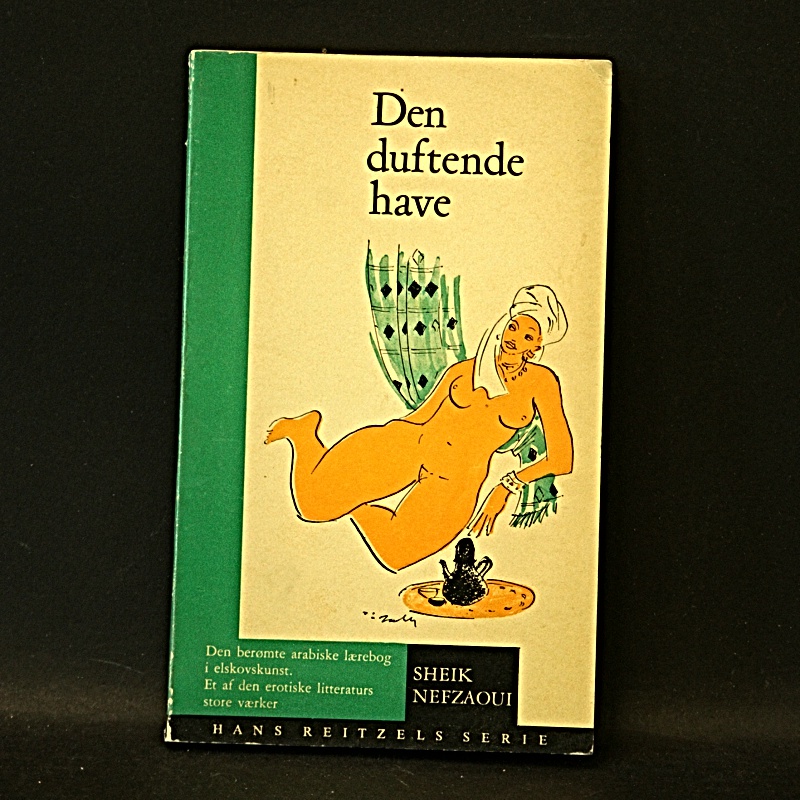 Den
duftende
have
Den berømte arabiske lærebog
i elskovskunst.
Et af den erotiske litteraturs
store værker
SHEIK
NEFZAOUI
HANS REITZELS SERIE